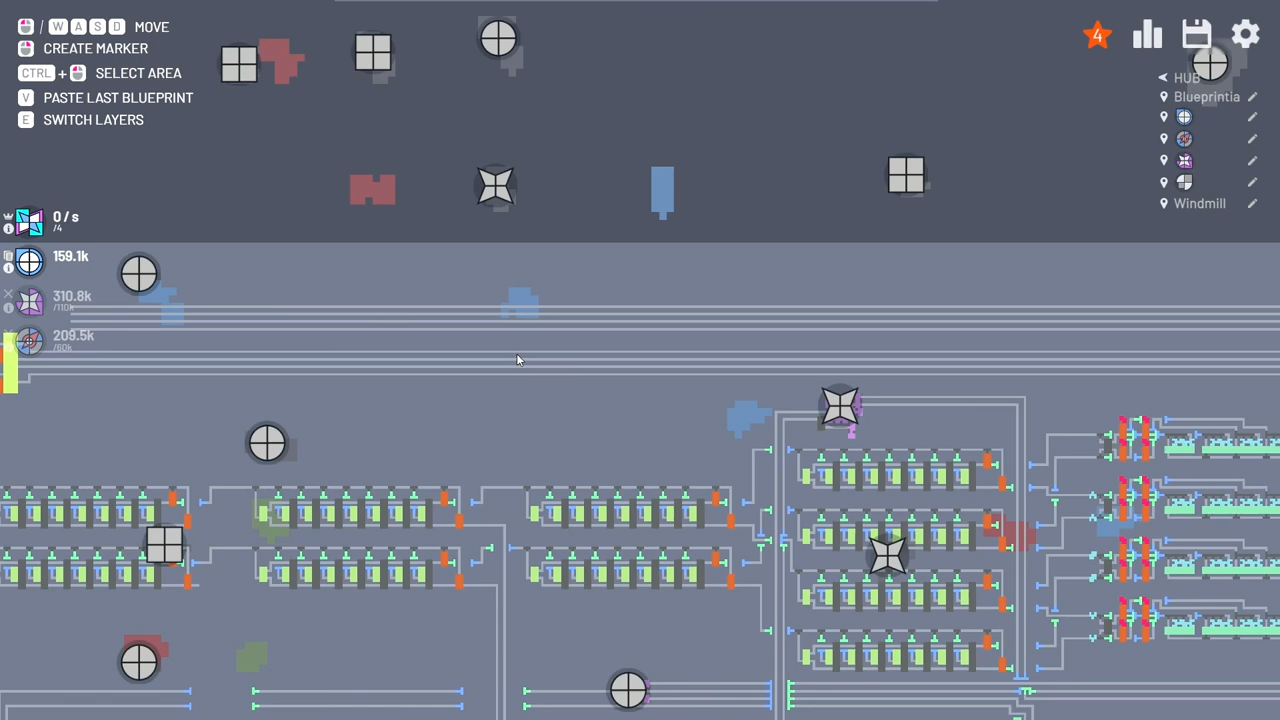 / W A S D MOVE
CREATE MARKER
CTRL + SELECT AREA
V PASTE LAST BLUEPRINT
E SWITCH LAYERS
4
HUB
Blueprintia
Windmill
0 / s
/4
159.1k
310.8k
/110k
209.5k
/60k